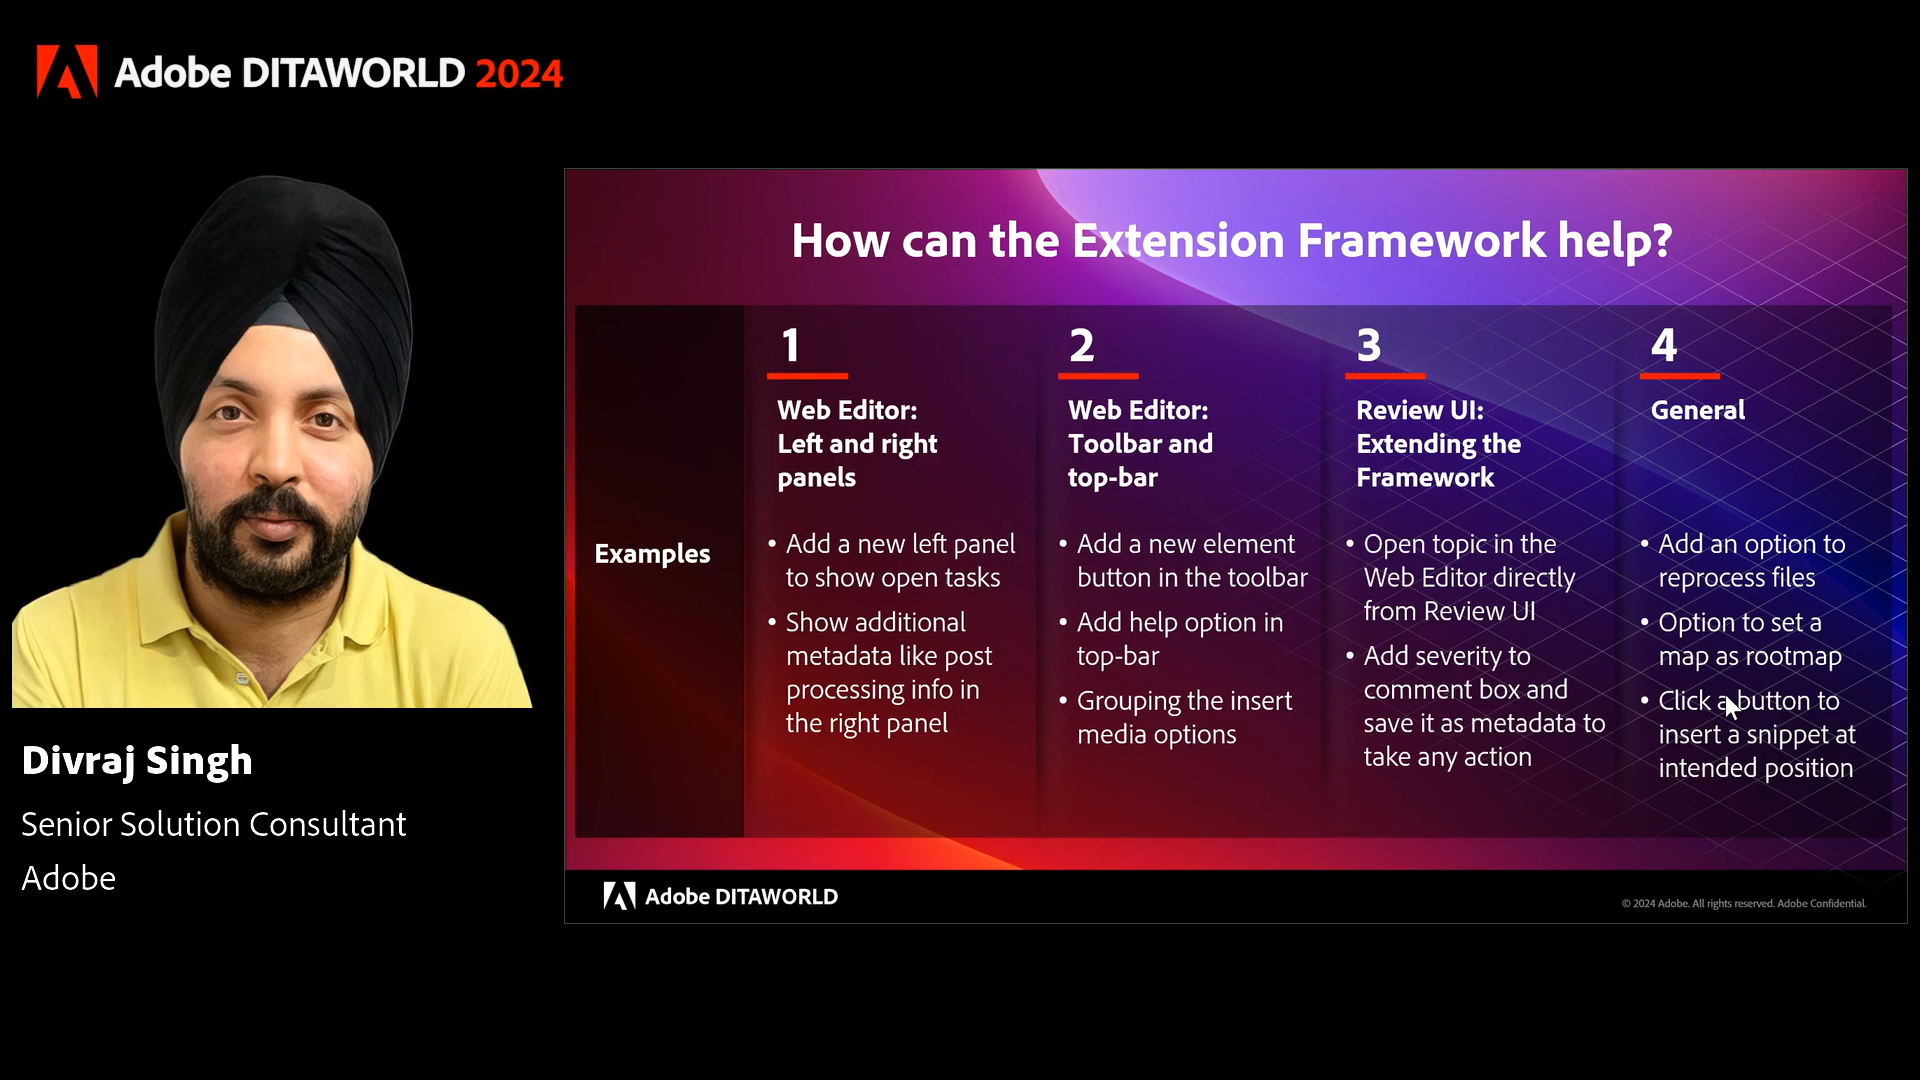 Adobe DITAWORLD 2024
How can the Extension Framework help?
Examples
1
Web Editor:
Left and right
panels
• Add a new left panel
to show open tasks
• Show additional
metadata like post
processing info in
the right panel
2
Web Editor:
Toolbar and
top-bar
• Add a new element
button in the toolbar
• Add help option in
top-bar
• Grouping the insert
media options
3
Review UI:
Extending the
Framework
• Open topic in the
Web Editor directly
from Review UI
• Add severity to
comment box and
save it as metadata to
take any action
4
General
• Add an option to
reprocess files
• Option to set a
map as rootmap
• Click a button to
insert a snippet at
intended position
Divraj Singh
Senior Solution Consultant
Adobe
Adobe DITAWORLD
© 2024 Adobe. All rights reserved. Adobe Confidential.